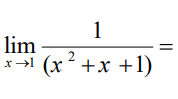 lim x→1 1 / (x² + x + 1) =